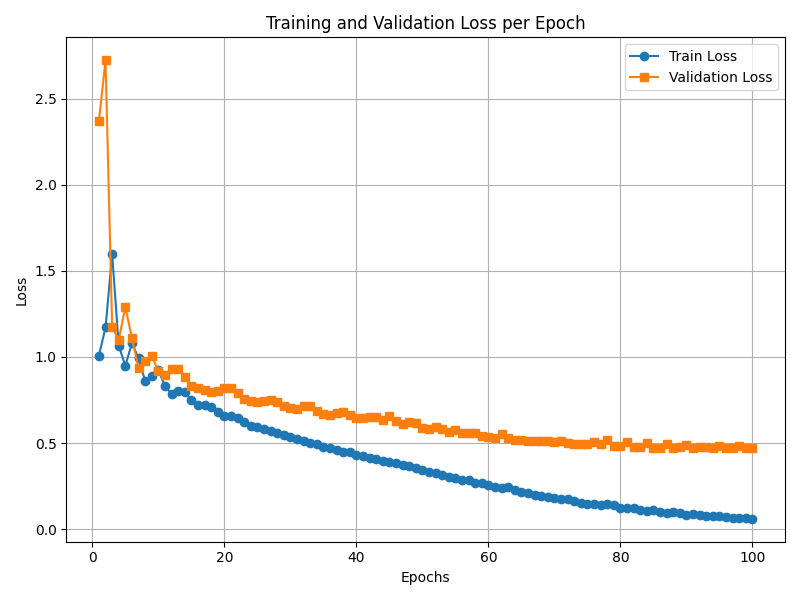 Training and Validation Loss per Epoch
Train Loss
Validation Loss
2.5
2.0
1.5
1.0
0.5
0.0
Loss
0 20 40 60 80 100
Epochs